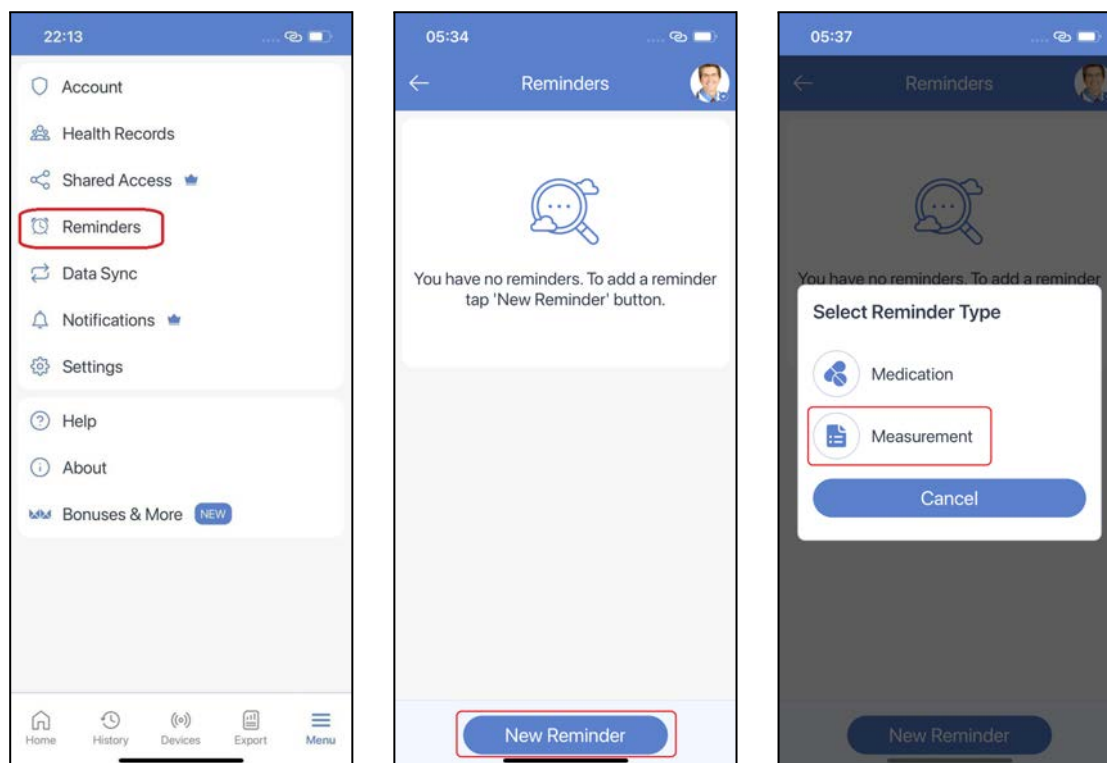 22:13
Account
Health Records
Shared Access
Reminders
Data Sync
Notifications
Settings
Help
About
Bonuses & More NEW
Home History Devices Export Menu
05:34
Reminders
You have no reminders. To add a reminder
tap 'New Reminder' button.
New Reminder
05:37
Reminders
You have no reminders. To add a reminder
Select Reminder Type
Medication
Measurement
Cancel
New Reminder